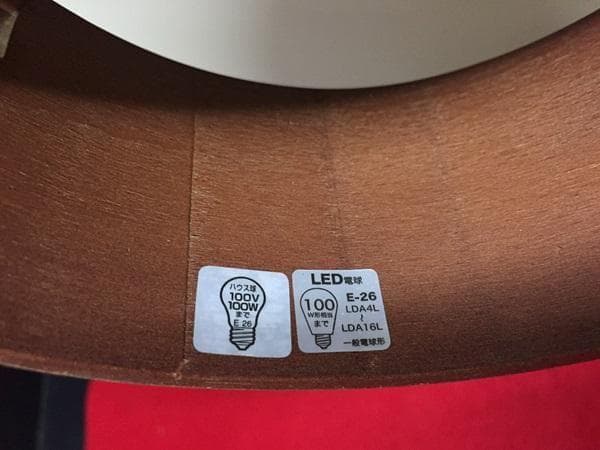 ハウス球
100V
100W
まで
E 26
LED電球
100
W形相当
まで
E-26
LDA4L
～
LDA16L
一般電球形